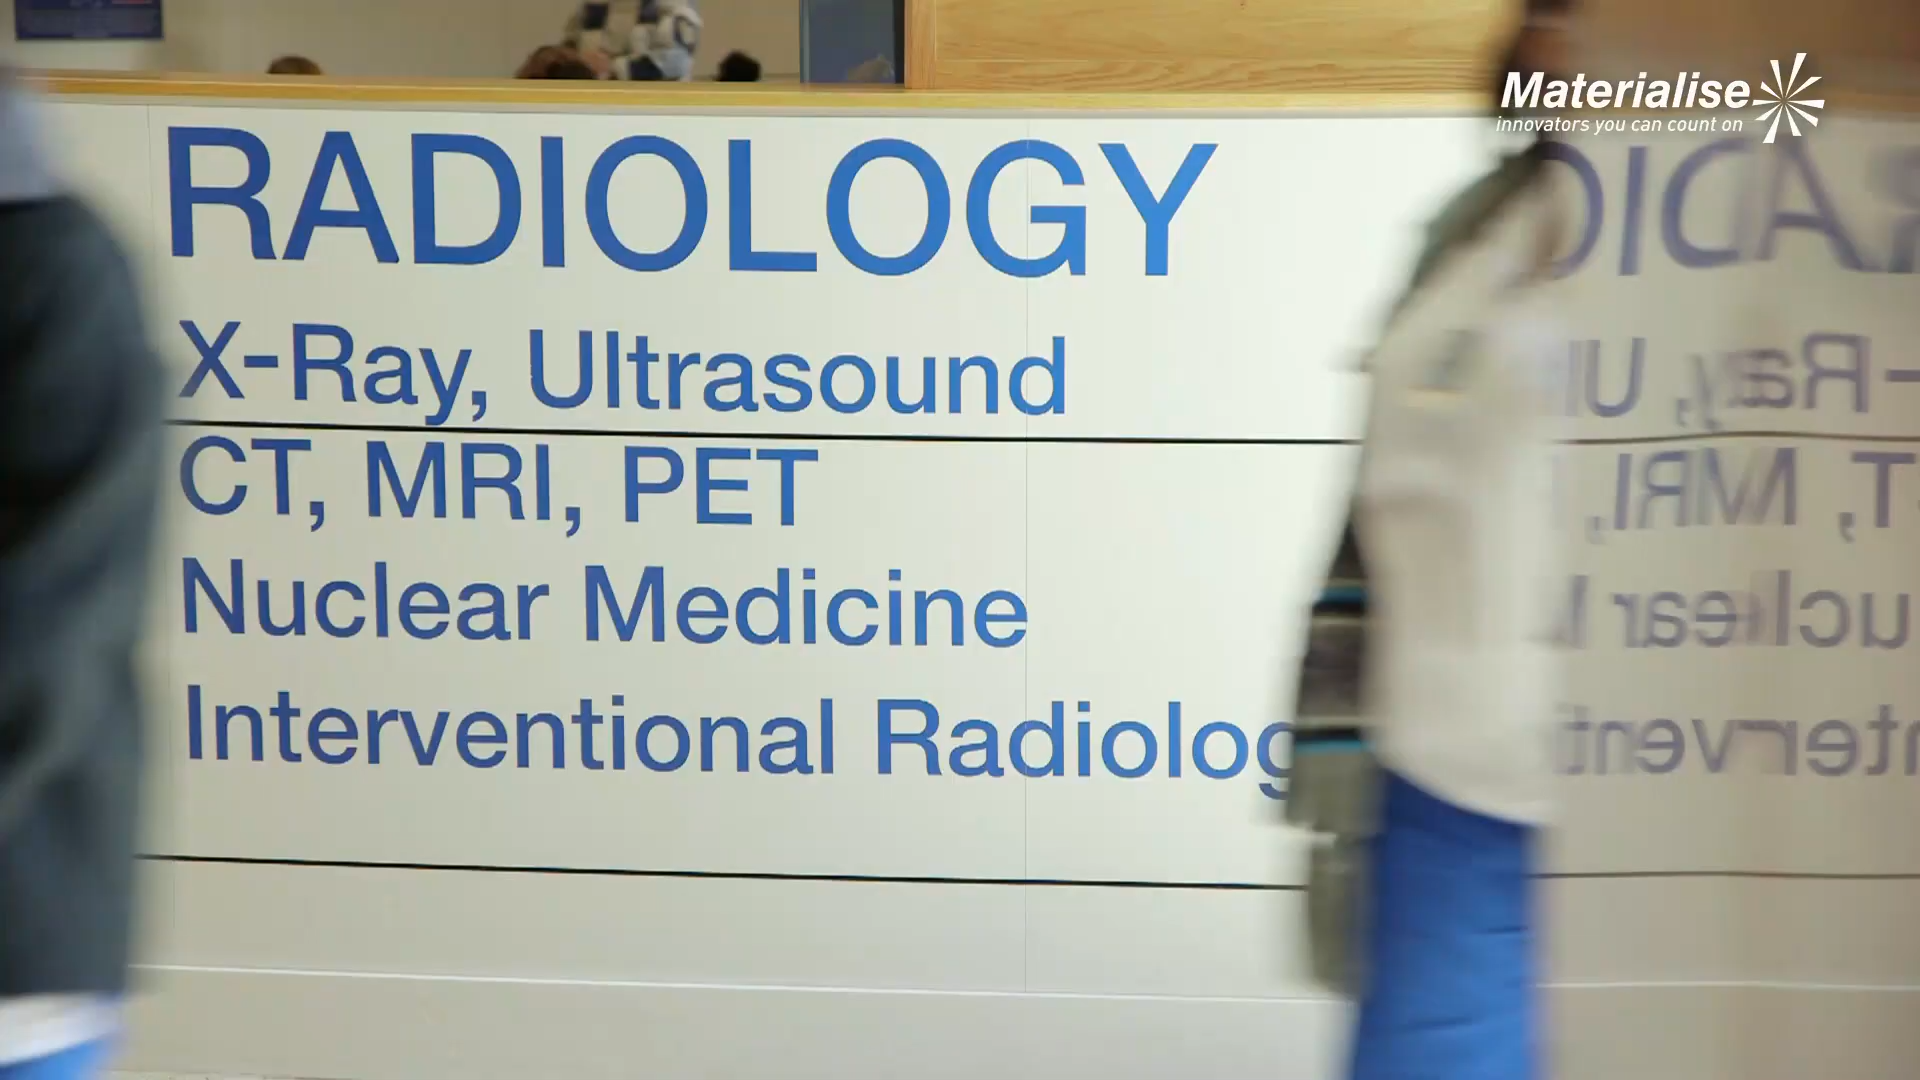 Materialise
innovators you can count on
RADIOLOGY
X-Ray, Ultrasound
CT, MRI, PET
Nuclear Medicine
Interventional Radiolog